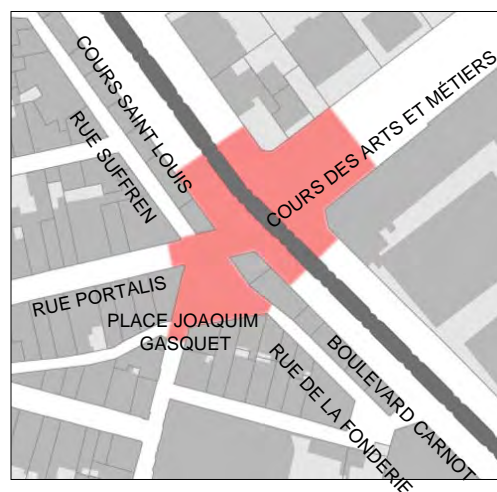 COURS SAINT LOUIS
RUE SUFFREN
COURS DES ARTS ET MÉTIERS
RUE PORTALIS
PLACE JOAQUIM
GASQUET
RUE DE LA FONDERIE
BOULEVARD CARNOT